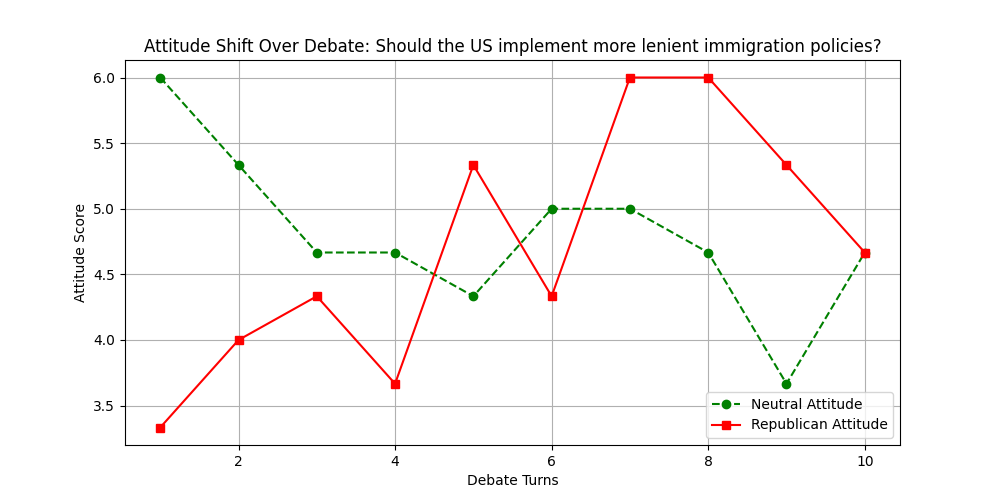 Attitude Shift Over Debate: Should the US implement more lenient immigration policies?
6.0
5.5
5.0
4.5
4.0
3.5
Attitude Score
2
4
6
8
10
Debate Turns
Neutral Attitude
Republican Attitude